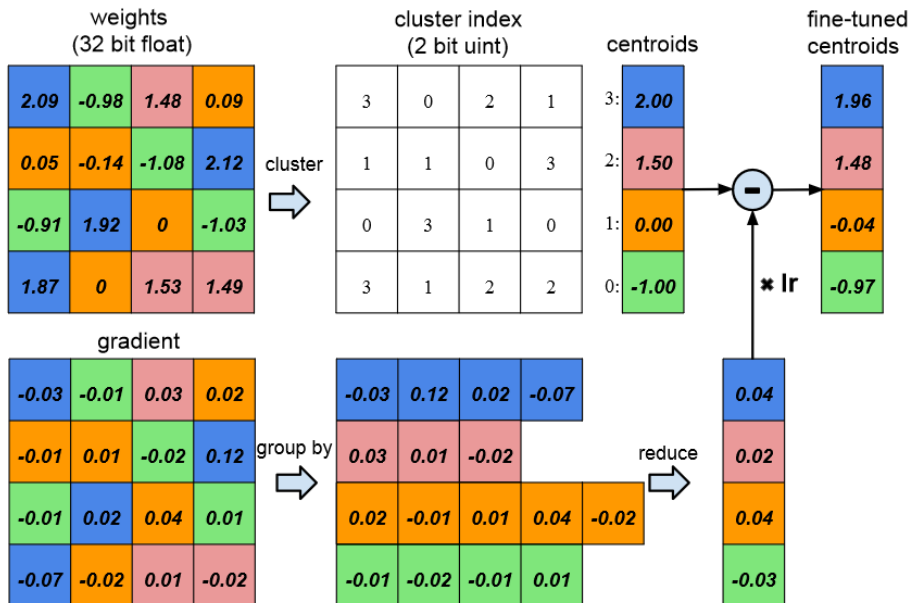 weights
(32 bit float)
cluster index
(2 bit uint)
centroids
fine-tuned
centroids
2.09 -0.98 1.48 0.09
3 0 2 1
3: 2.00
1.96
0.05 -0.14 -1.08 2.12
cluster
1 1 0 3
2: 1.50
1.48
-
-0.91 1.92 0 -1.03
0 3 1 0
1: 0.00
-0.04
1.87 0 1.53 1.49
3 1 2 2
0: -1.00
× lr
-0.97
gradient
-0.03 -0.01 0.03 0.02
-0.03 0.12 0.02 -0.07
0.04
-0.01 0.01 -0.02 0.12
group by
0.03 0.01 -0.02
reduce
0.02
-0.01 0.02 0.04 0.01
0.02 -0.01 0.01 0.04 -0.02
0.04
-0.07 -0.02 0.01 -0.02
-0.01 -0.02 -0.01 0.01
-0.03